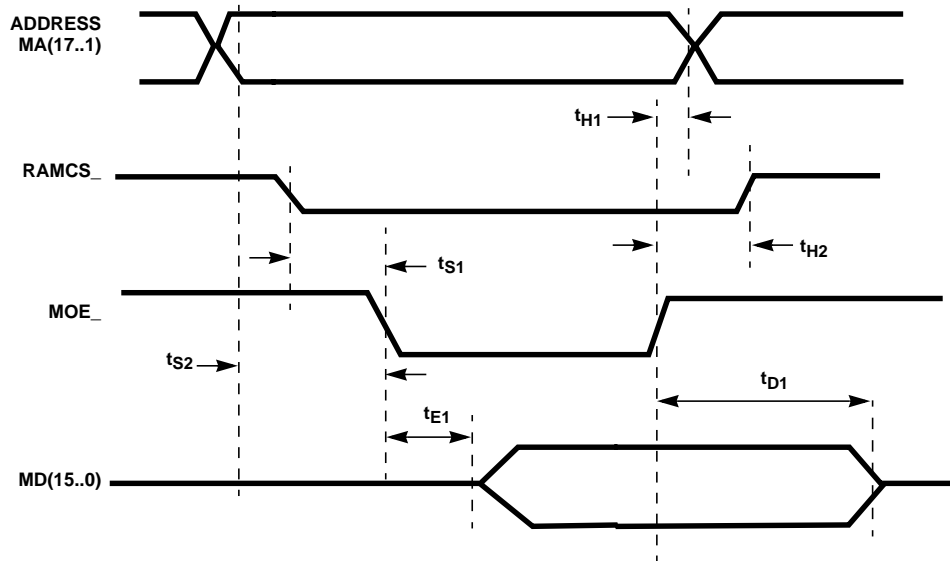 ADDRESS
MA(17..1)
tH1
RAMCS_
tH2
tS1
MOE_
tS2
tD1
tE1
MD(15..0)